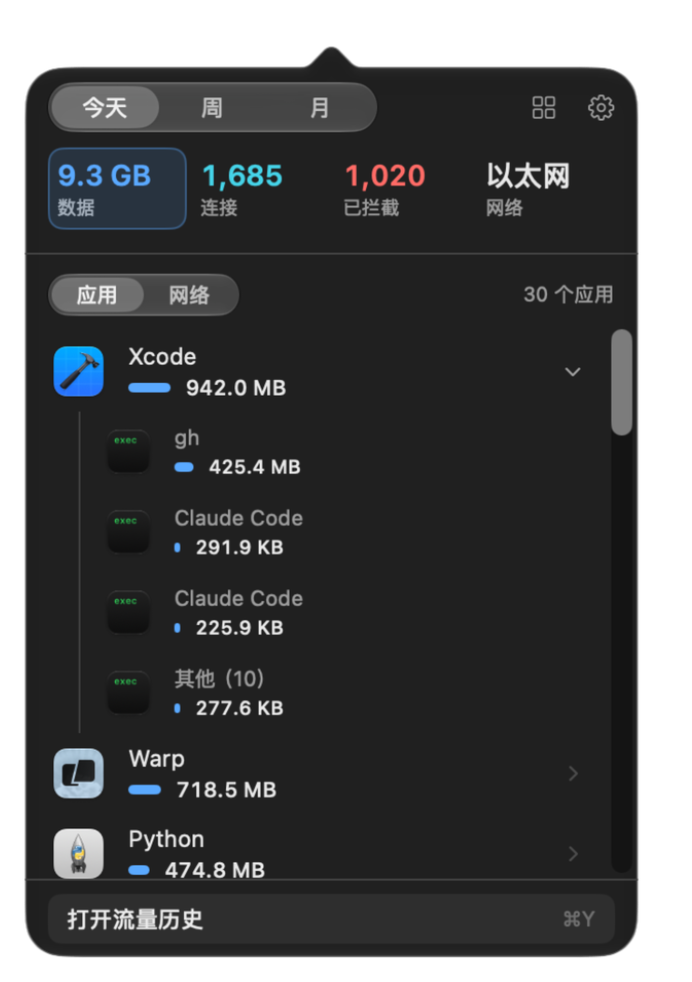 今天 周 月
9.3 GB 1,685 1,020 以太网
数据 连接 已拦截 网络
应用 网络 30 个应用
Xcode
942.0 MB
exec gh
425.4 MB
exec Claude Code
291.9 KB
exec Claude Code
225.9 KB
exec 其他（10）
277.6 KB
Warp
718.5 MB
Python
474.8 MB
打开流量历史 ⌘Y